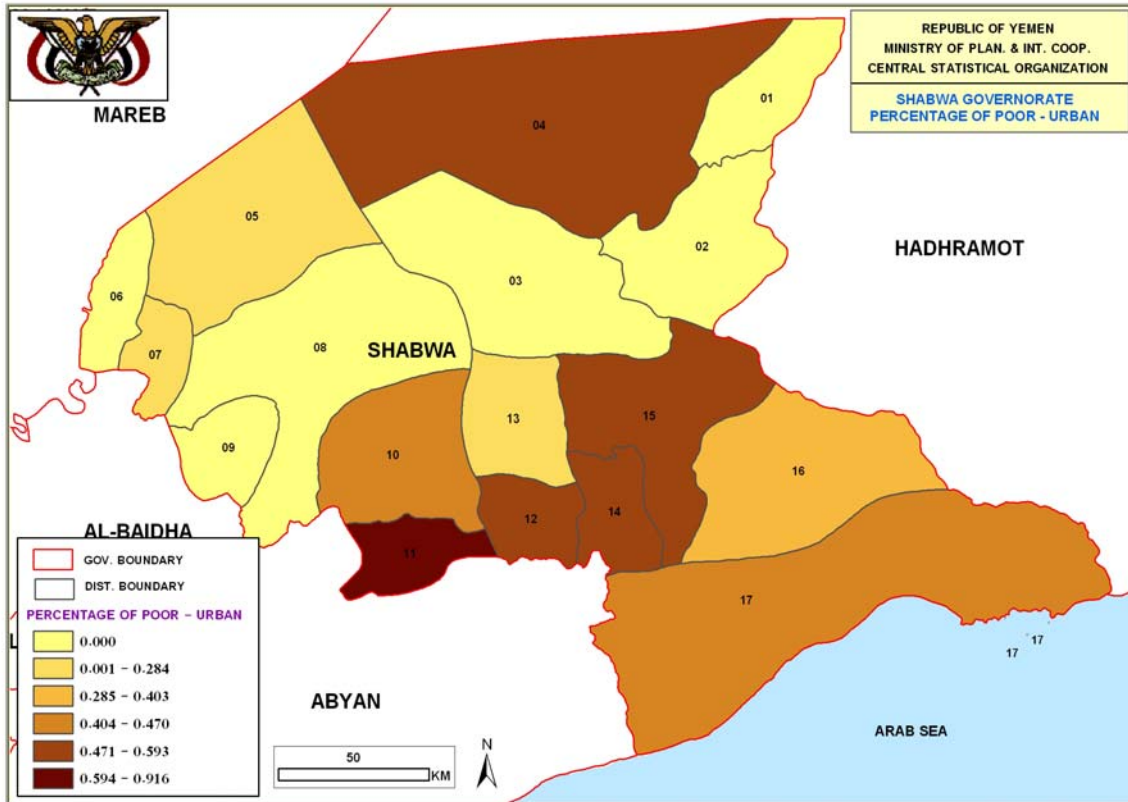 REPUBLIC OF YEMEN
MINISTRY OF PLAN. & INT. COOP.
CENTRAL STATISTICAL ORGANIZATION
SHABWA GOVERNORATE
PERCENTAGE OF POOR - URBAN
MAREB
01
04
05
02
HADHRAMOT
03
06
07
08
SHABWA
13
15
09
10
16
12
14
11
AL-BAIDHA
17
17
17
ABYAN
ARAB SEA
GOV. BOUNDARY
DIST. BOUNDARY
PERCENTAGE OF POOR – URBAN
0.000
0.001 – 0.284
0.285 – 0.403
0.404 – 0.470
0.471 – 0.593
0.594 – 0.916
50
KM
N